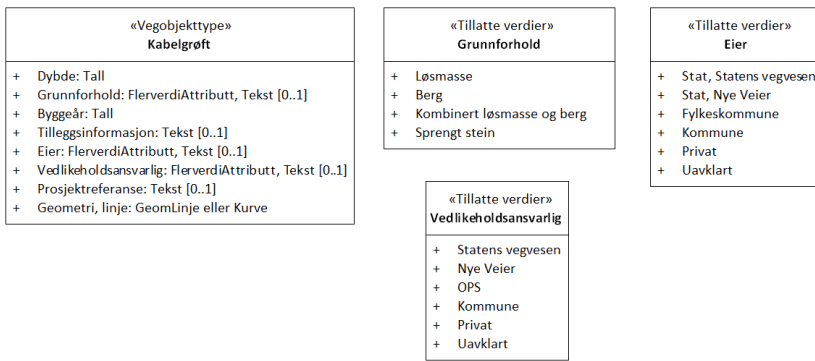 «Vegobjekttype»
Kabelgrøft
+ Dybde: Tall
+ Grunnforhold: FlerverdiAttributt, Tekst [0..1]
+ Byggeår: Tall
+ Tilleggsinformasjon: Tekst [0..1]
+ Eier: FlerverdiAttributt, Tekst [0..1]
+ Vedlikeholdsansvarlig: FlerverdiAttributt, Tekst [0..1]
+ Prosjektreferanse: Tekst [0..1]
+ Geometri, linje: GeomLinje eller Kurve
«Tillatte verdier»
Grunnforhold
+ Løsmasse
+ Berg
+ Kombinert løsmasse og berg
+ Sprengt stein
«Tillatte verdier»
Eier
+ Stat, Statens vegvesen
+ Stat, Nye Veier
+ Fylkeskommune
+ Kommune
+ Privat
+ Uavklart
«Tillatte verdier»
Vedlikeholdsansvarlig
+ Statens vegvesen
+ Nye Veier
+ OPS
+ Kommune
+ Privat
+ Uavklart